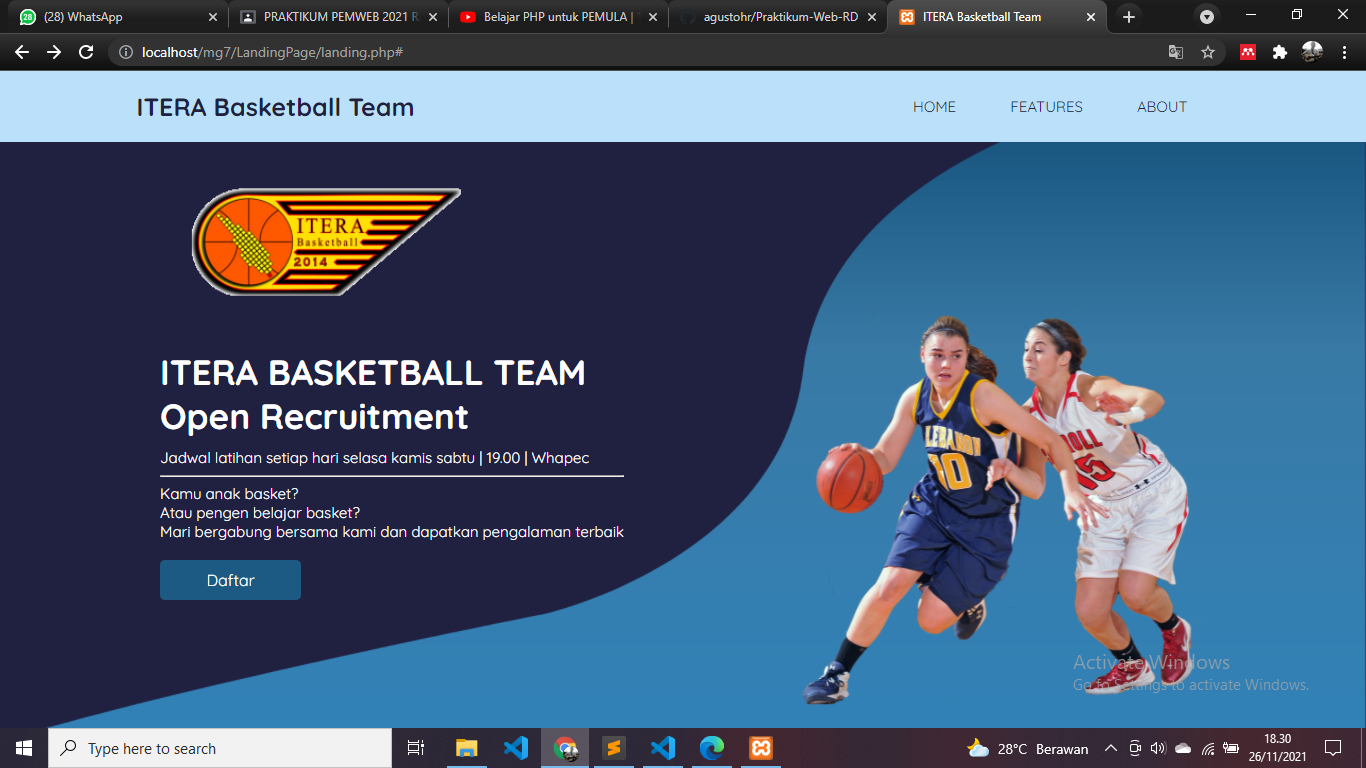 (28) WhatsApp
PRAKTIKUM PEMWEB 2021 R
Belajar PHP untuk PEMULA |
agustohr/Praktikum-Web-RD
ITERA Basketball Team
localhost/mg7/LandingPage/landing.php#
ITERA Basketball Team
HOME
FEATURES
ABOUT
ITERA
Basketball
2014
ITERA BASKETBALL TEAM
Open Recruitment
Jadwal latihan setiap hari selasa kamis sabtu | 19.00 | Whapec
Kamu anak basket?
Atau pengen belajar basket?
Mari bergabung bersama kami dan dapatkan pengalaman terbaik
Daftar
LEBANON
10
15
Activate Windows
Go to Settings to activate Windows.
Type here to search
28°C Berawan
18.30
26/11/2021